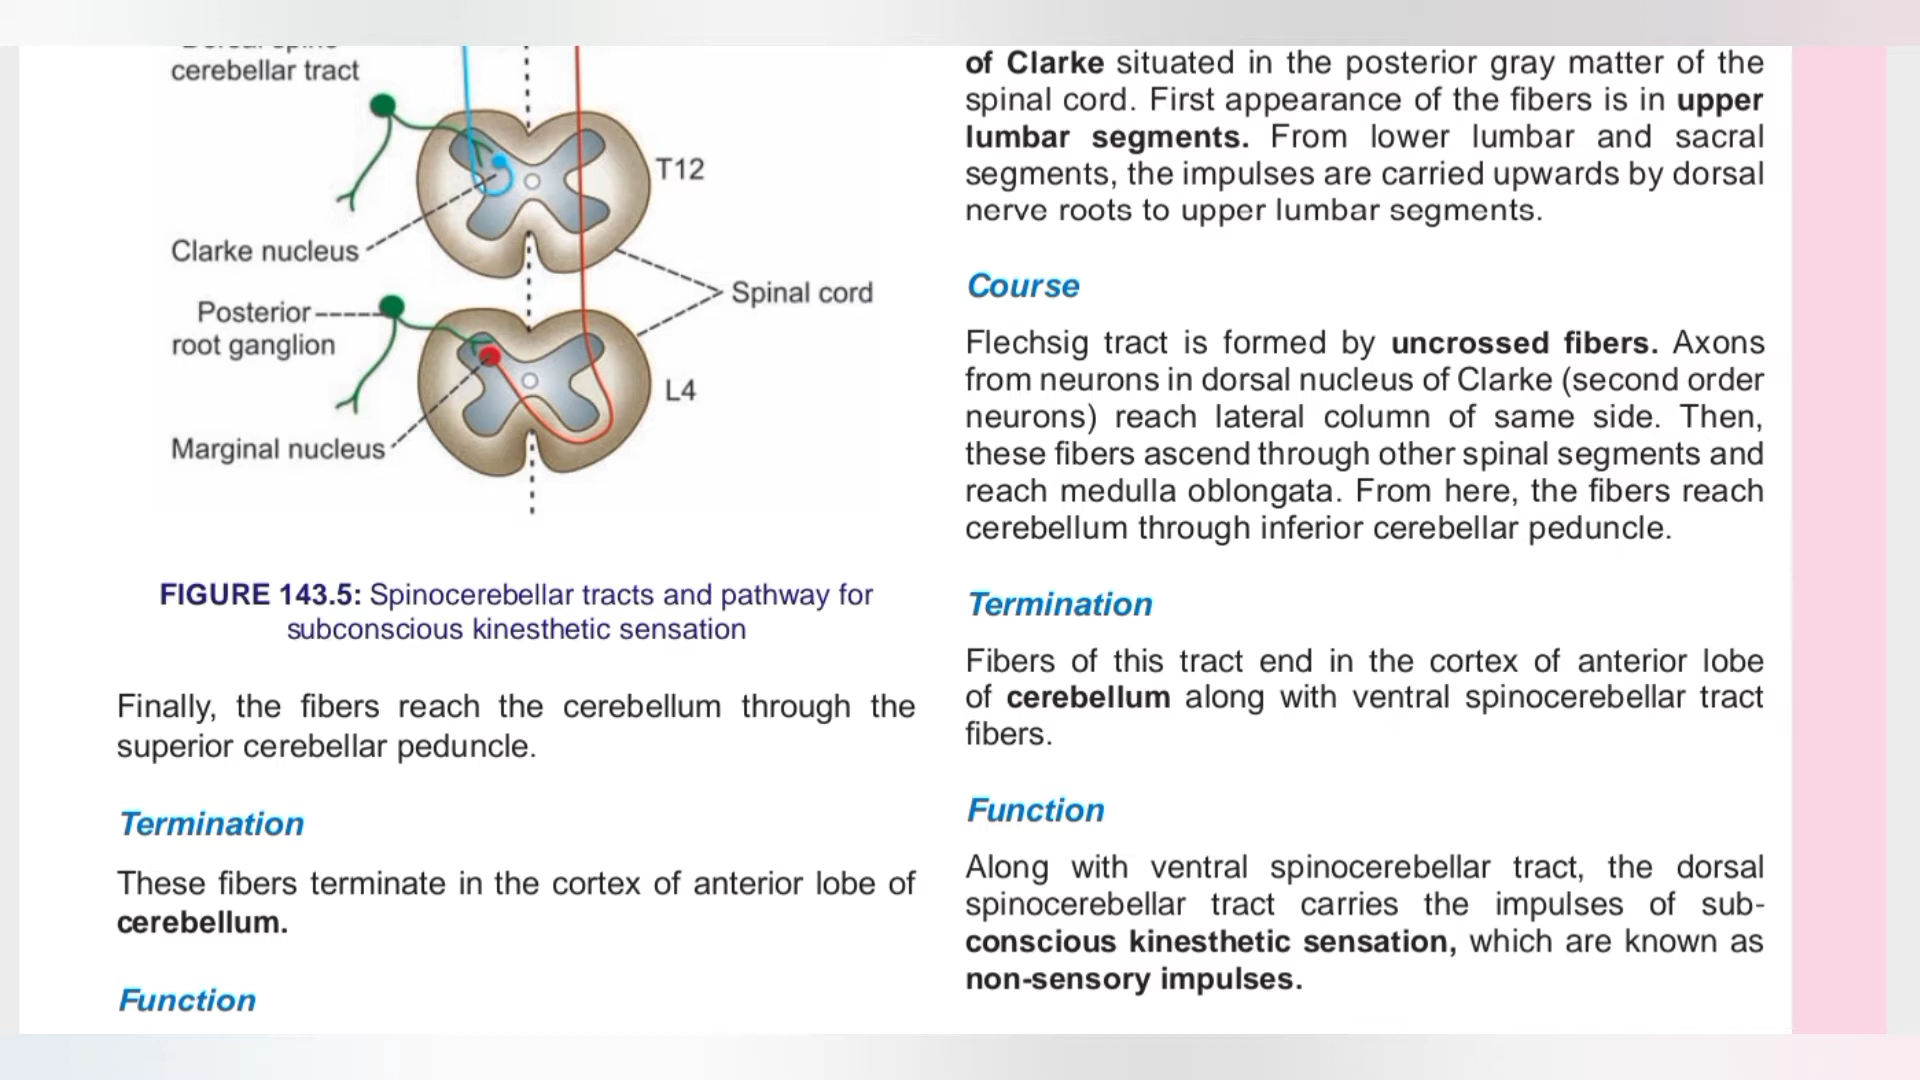 cerebellar tract
T12
Clarke nucleus
Spinal cord
Posterior
root ganglion
L4
Marginal nucleus
FIGURE 143.5: Spinocerebellar tracts and pathway for
subconscious kinesthetic sensation
Finally, the fibers reach the cerebellum through the
superior cerebellar peduncle.
Termination
These fibers terminate in the cortex of anterior lobe of
cerebellum.
Function
of Clarke situated in the posterior gray matter of the
spinal cord. First appearance of the fibers is in upper
lumbar segments. From lower lumbar and sacral
segments, the impulses are carried upwards by dorsal
nerve roots to upper lumbar segments.
Course
Flechsig tract is formed by uncrossed fibers. Axons
from neurons in dorsal nucleus of Clarke (second order
neurons) reach lateral column of same side. Then,
these fibers ascend through other spinal segments and
reach medulla oblongata. From here, the fibers reach
cerebellum through inferior cerebellar peduncle.
Termination
Fibers of this tract end in the cortex of anterior lobe
of cerebellum along with ventral spinocerebellar tract
fibers.
Function
Along with ventral spinocerebellar tract, the dorsal
spinocerebellar tract carries the impulses of sub-
conscious kinesthetic sensation, which are known as
non-sensory impulses.